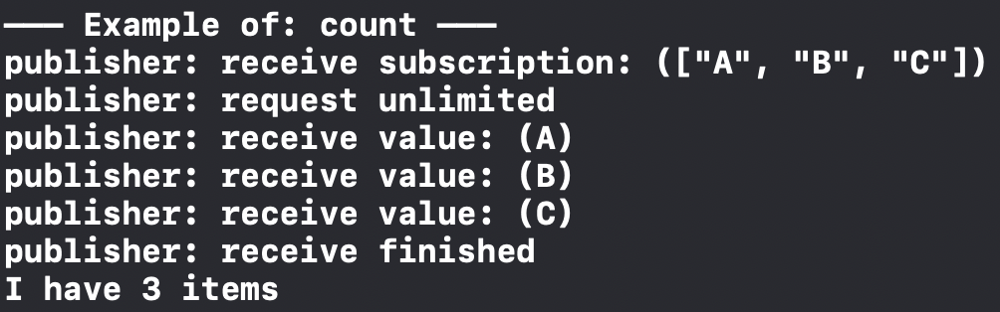 ——— Example of: count ———
publisher: receive subscription: (["A", "B", "C"])
publisher: request unlimited
publisher: receive value: (A)
publisher: receive value: (B)
publisher: receive value: (C)
publisher: receive finished
I have 3 items